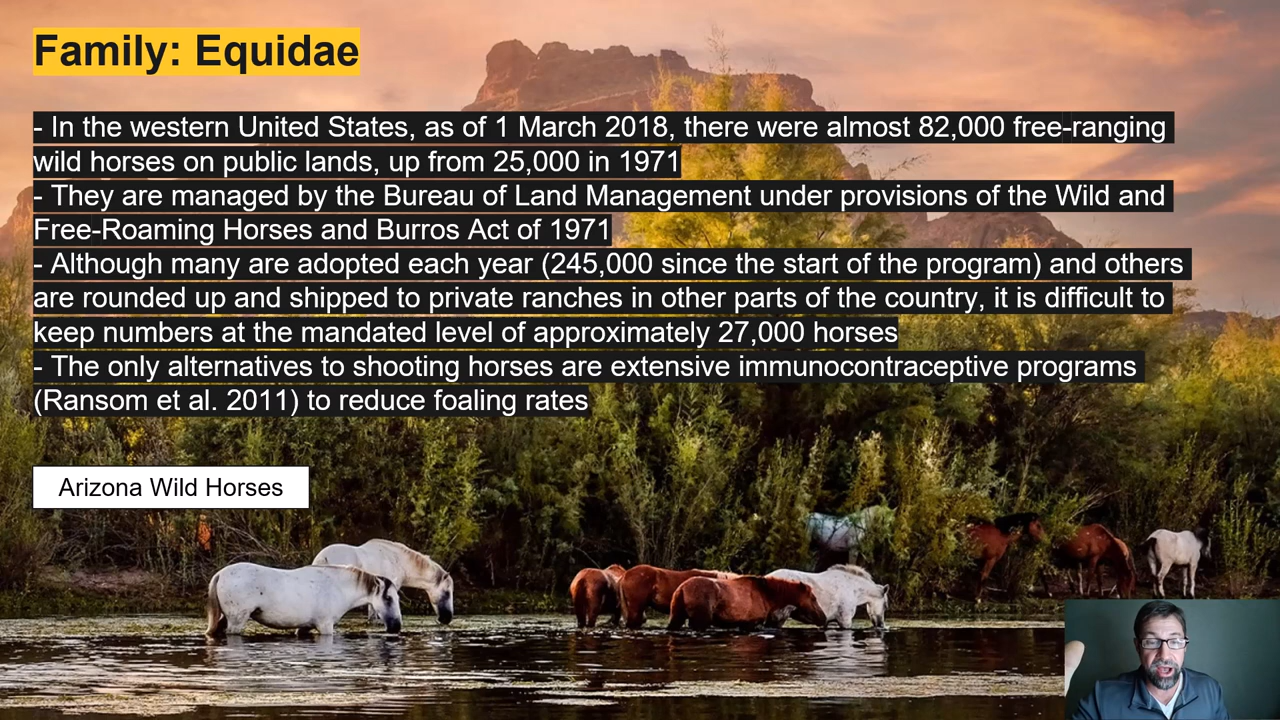 Family: Equidae
- In the western United States, as of 1 March 2018, there were almost 82,000 free-ranging
wild horses on public lands, up from 25,000 in 1971
- They are managed by the Bureau of Land Management under provisions of the Wild and
Free-Roaming Horses and Burros Act of 1971
- Although many are adopted each year (245,000 since the start of the program) and others
are rounded up and shipped to private ranches in other parts of the country, it is difficult to
keep numbers at the mandated level of approximately 27,000 horses
- The only alternatives to shooting horses are extensive immunocontraceptive programs
(Ransom et al. 2011) to reduce foaling rates
Arizona Wild Horses